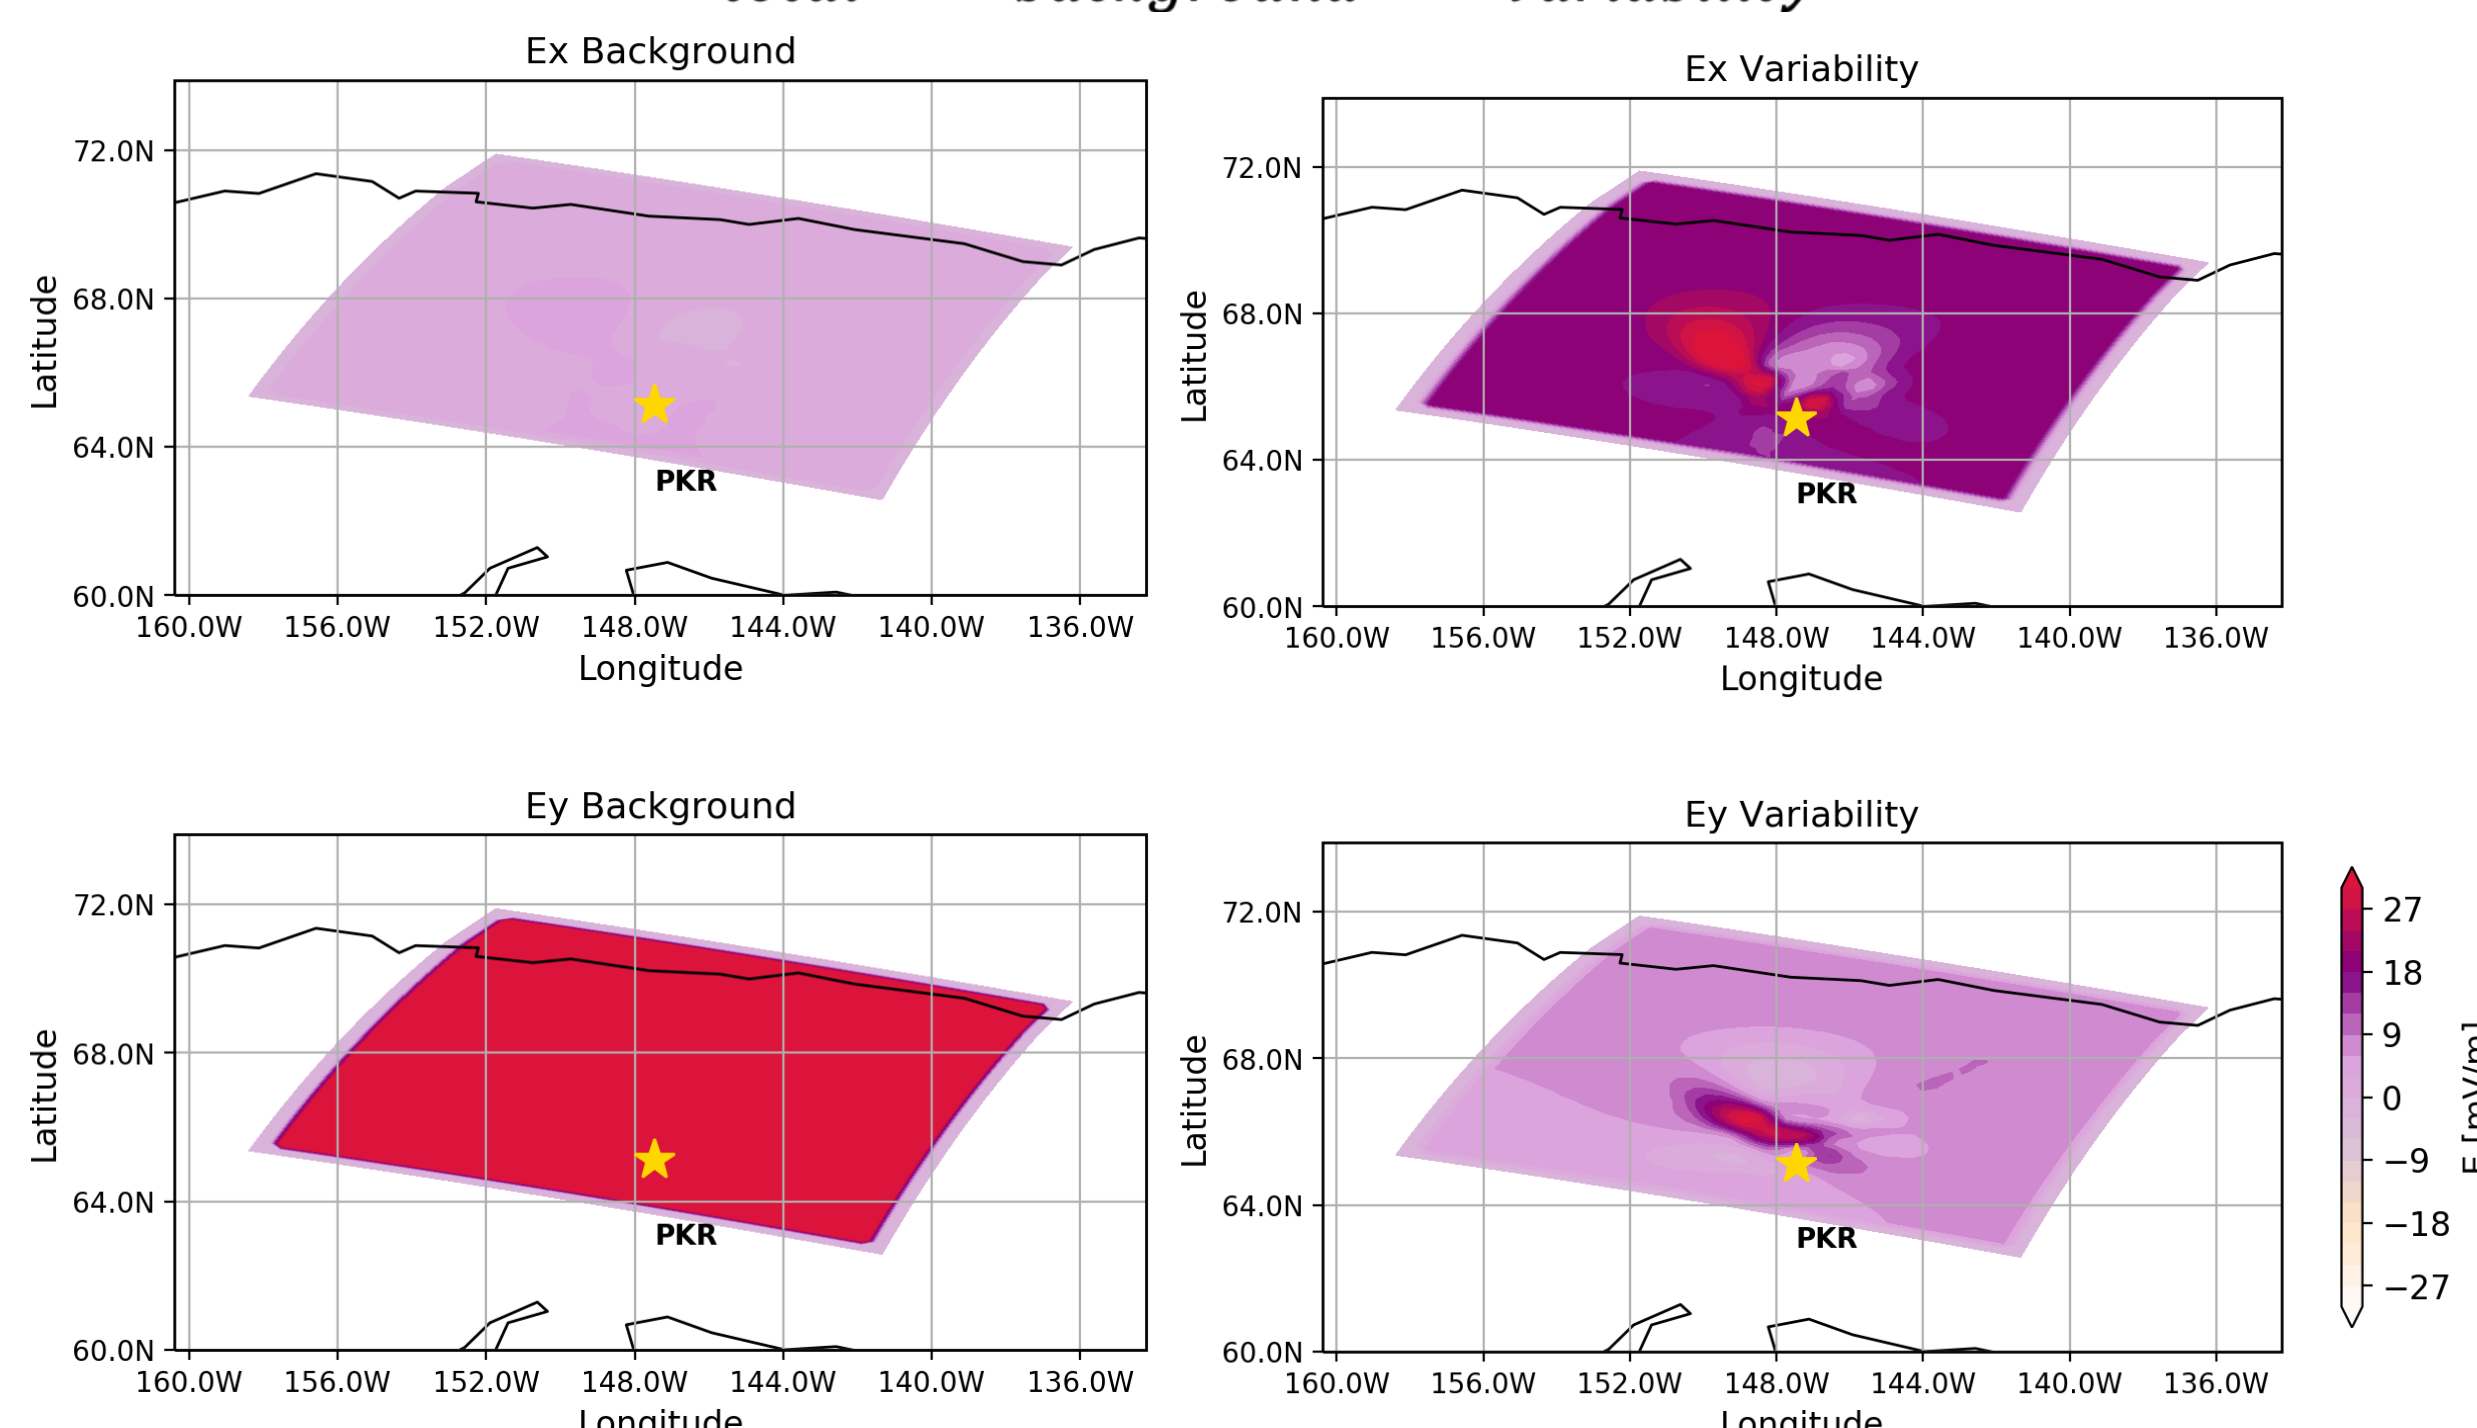 Ex Background
72.0N
68.0N
64.0N
60.0N
Latitude
PKR
160.0W 156.0W 152.0W 148.0W 144.0W 140.0W 136.0W
Longitude
Ex Variability
72.0N
68.0N
64.0N
60.0N
Latitude
PKR
160.0W 156.0W 152.0W 148.0W 144.0W 140.0W 136.0W
Longitude
Ey Background
72.0N
68.0N
64.0N
60.0N
Latitude
PKR
160.0W 156.0W 152.0W 148.0W 144.0W 140.0W 136.0W
Longitude
Ey Variability
72.0N
68.0N
64.0N
60.0N
Latitude
PKR
160.0W 156.0W 152.0W 148.0W 144.0W 140.0W 136.0W
Longitude
27
18
9
0
−9
−18
−27
E [mV/m]